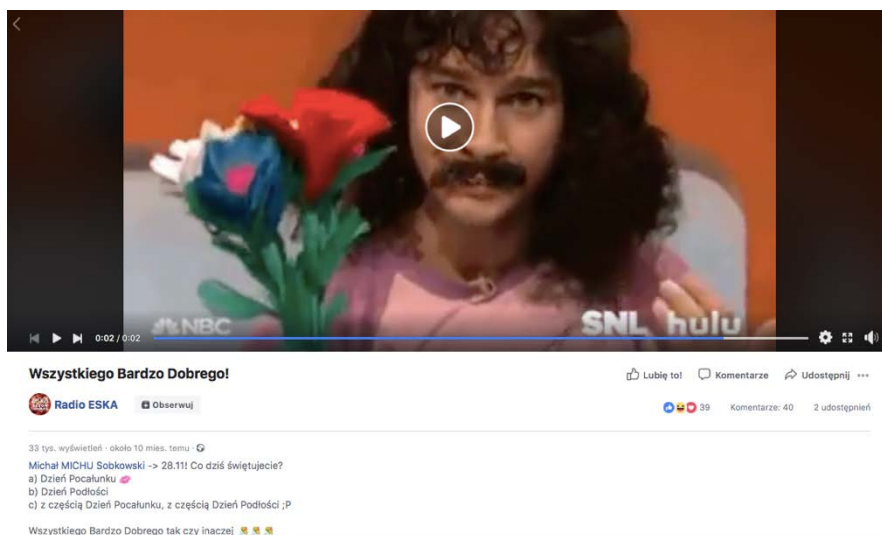 0:02 / 0:02
NBC
SNL hulu
Wszystkiego Bardzo Dobrego!
Lubię to! Komentarze Udostępnij
Radio ESKA Obserwuj
39 Komentarze: 40 2 udostępnień
33 tys. wyświetleń · około 10 mies. temu ·
Michał MICHU Sobkowski -> 28.11! Co dziś świętujecie?
a) Dzień Pocałunku 💋
b) Dzień Podłości
c) z częścią Dzień Pocałunku, z częścią Dzień Podłości ;P
Wszystkiego Bardzo Dobrego tak czy inaczej 💐 💐 💐